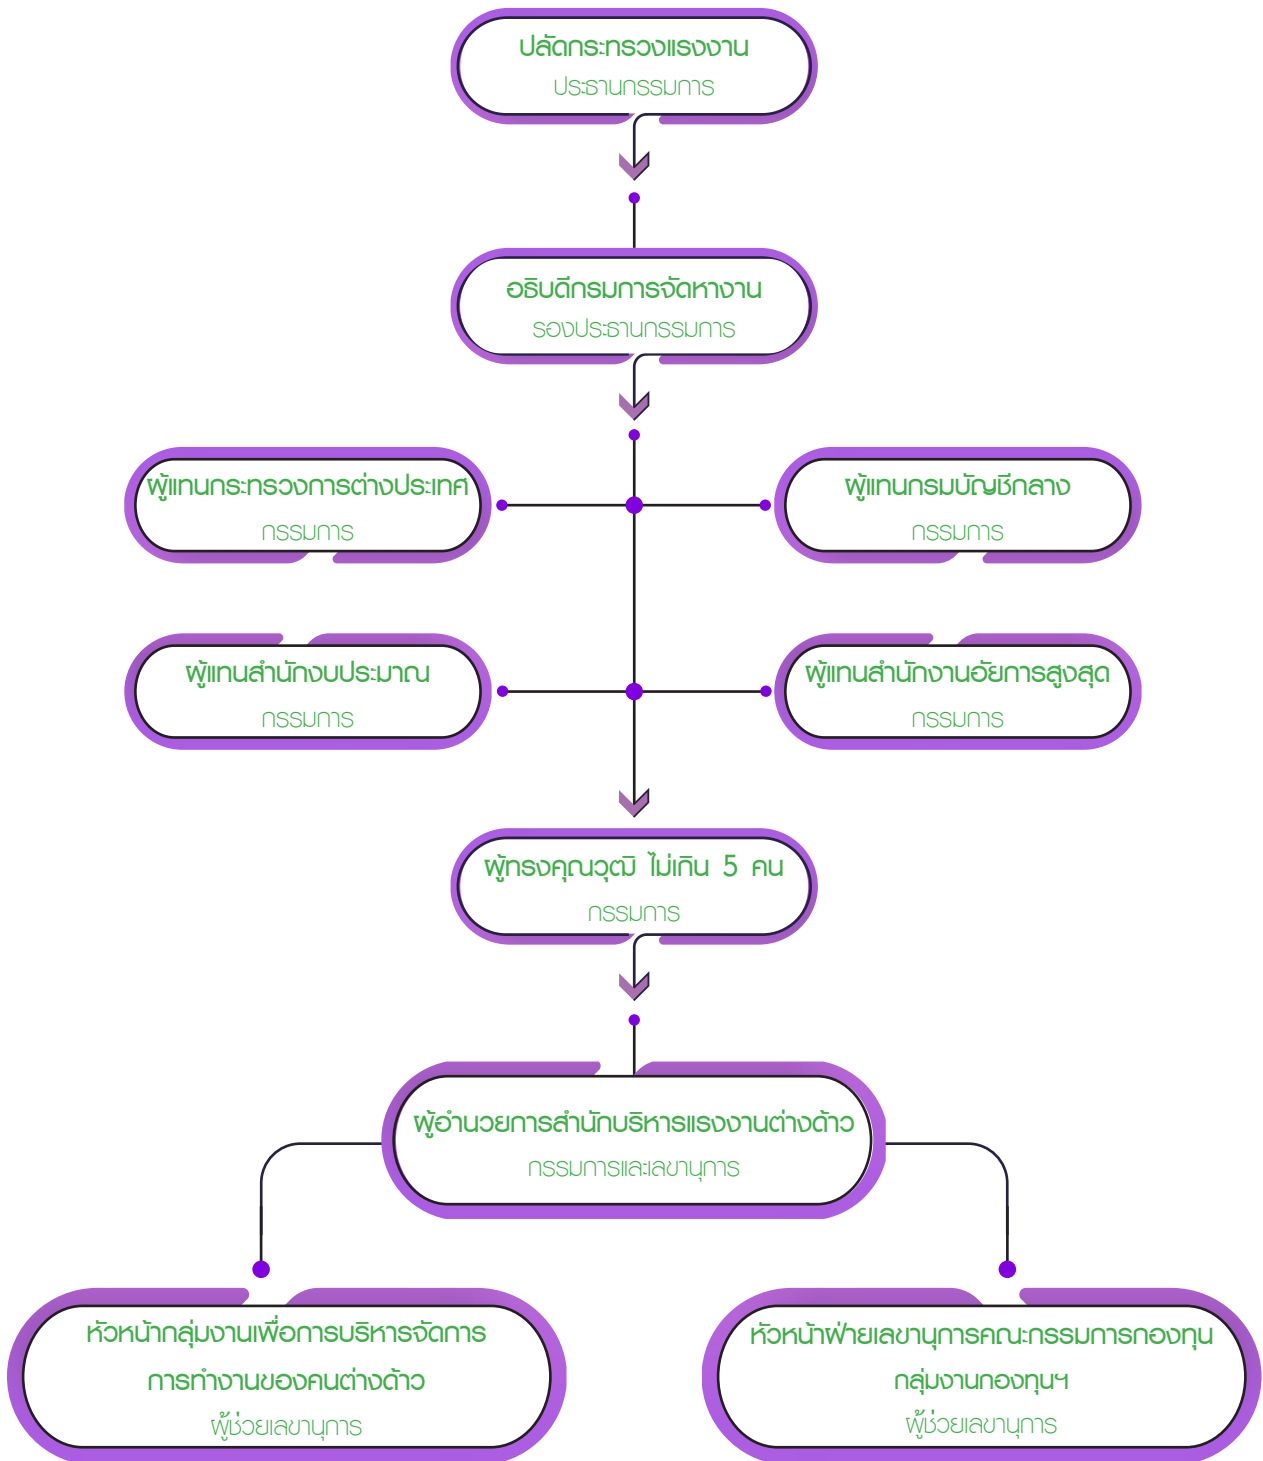 ปลัดกระทรวงแรงงาน
ประธานกรรมการ
อธิบดีกรมการจัดหางาน
รองประธานกรรมการ
ผู้แทนกระทรวงการต่างประเทศ
กรรมการ
ผู้แทนกรมบัญชีกลาง
กรรมการ
ผู้แทนสำนักงบประมาณ
กรรมการ
ผู้แทนสำนักงานอัยการสูงสุด
กรรมการ
ผู้ทรงคุณวุฒิ ไม่เกิน 5 คน
กรรมการ
ผู้อำนวยการสำนักบริหารแรงงานต่างด้าว
กรรมการและเลขานุการ
หัวหน้ากลุ่มงานเพื่อการบริหารจัดการ
การทำงานของคนต่างด้าว
ผู้ช่วยเลขานุการ
หัวหน้าฝ่ายเลขานุการคณะกรรมการกองทุน
กลุ่มงานกองทุนฯ
ผู้ช่วยเลขานุการ